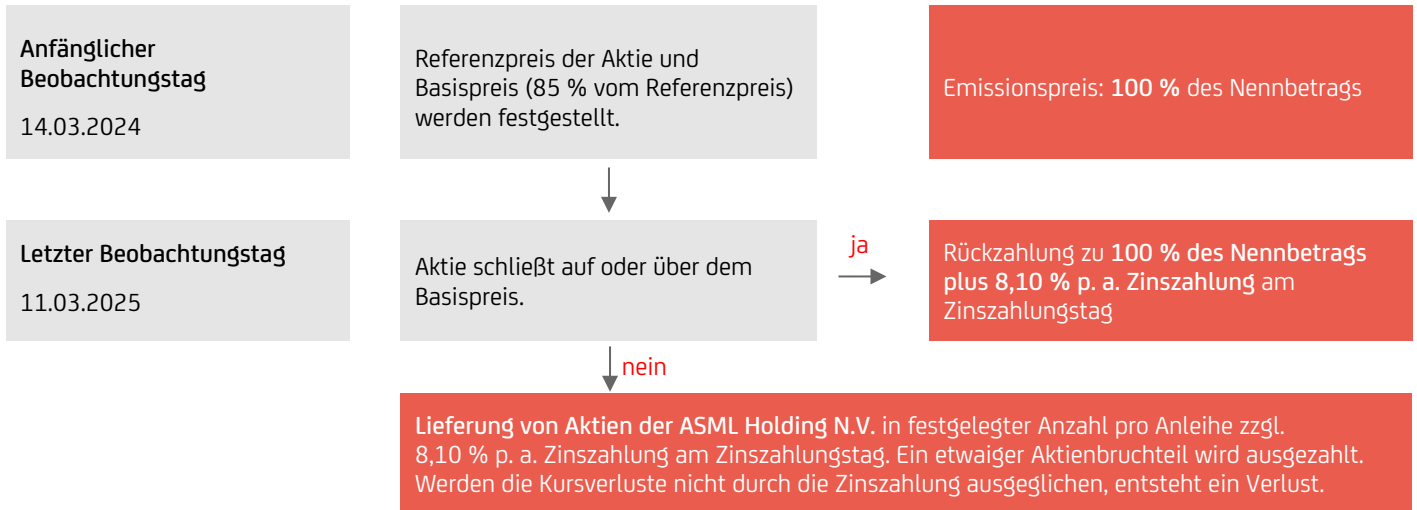 Anfänglicher
Beobachtungstag
14.03.2024
Referenzpreis der Aktie und
Basispreis (85 % vom Referenzpreis)
werden festgestellt.
Emissionspreis: 100 % des Nennbetrags
Letzter Beobachtungstag
11.03.2025
Aktie schließt auf oder über dem
Basispreis.
ja
Rückzahlung zu 100 % des Nennbetrags
plus 8,10 % p. a. Zinszahlung am
Zinszahlungstag
nein
Lieferung von Aktien der ASML Holding N.V. in festgelegter Anzahl pro Anleihe zzgl.
8,10 % p. a. Zinszahlung am Zinszahlungstag. Ein etwaiger Aktienbruchteil wird ausgezahlt.
Werden die Kursverluste nicht durch die Zinszahlung ausgeglichen, entsteht ein Verlust.